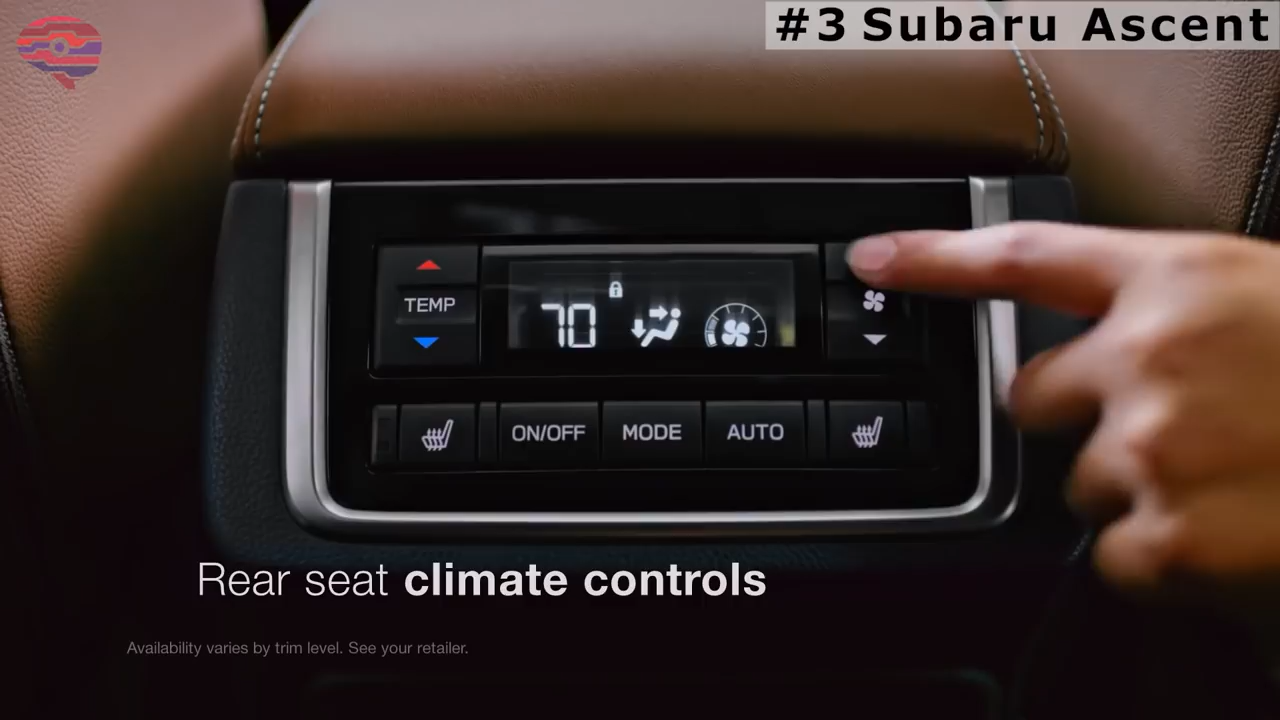 #3 Subaru Ascent
TEMP
70
ON/OFF
MODE
AUTO
Rear seat climate controls
Availability varies by trim level. See your retailer.